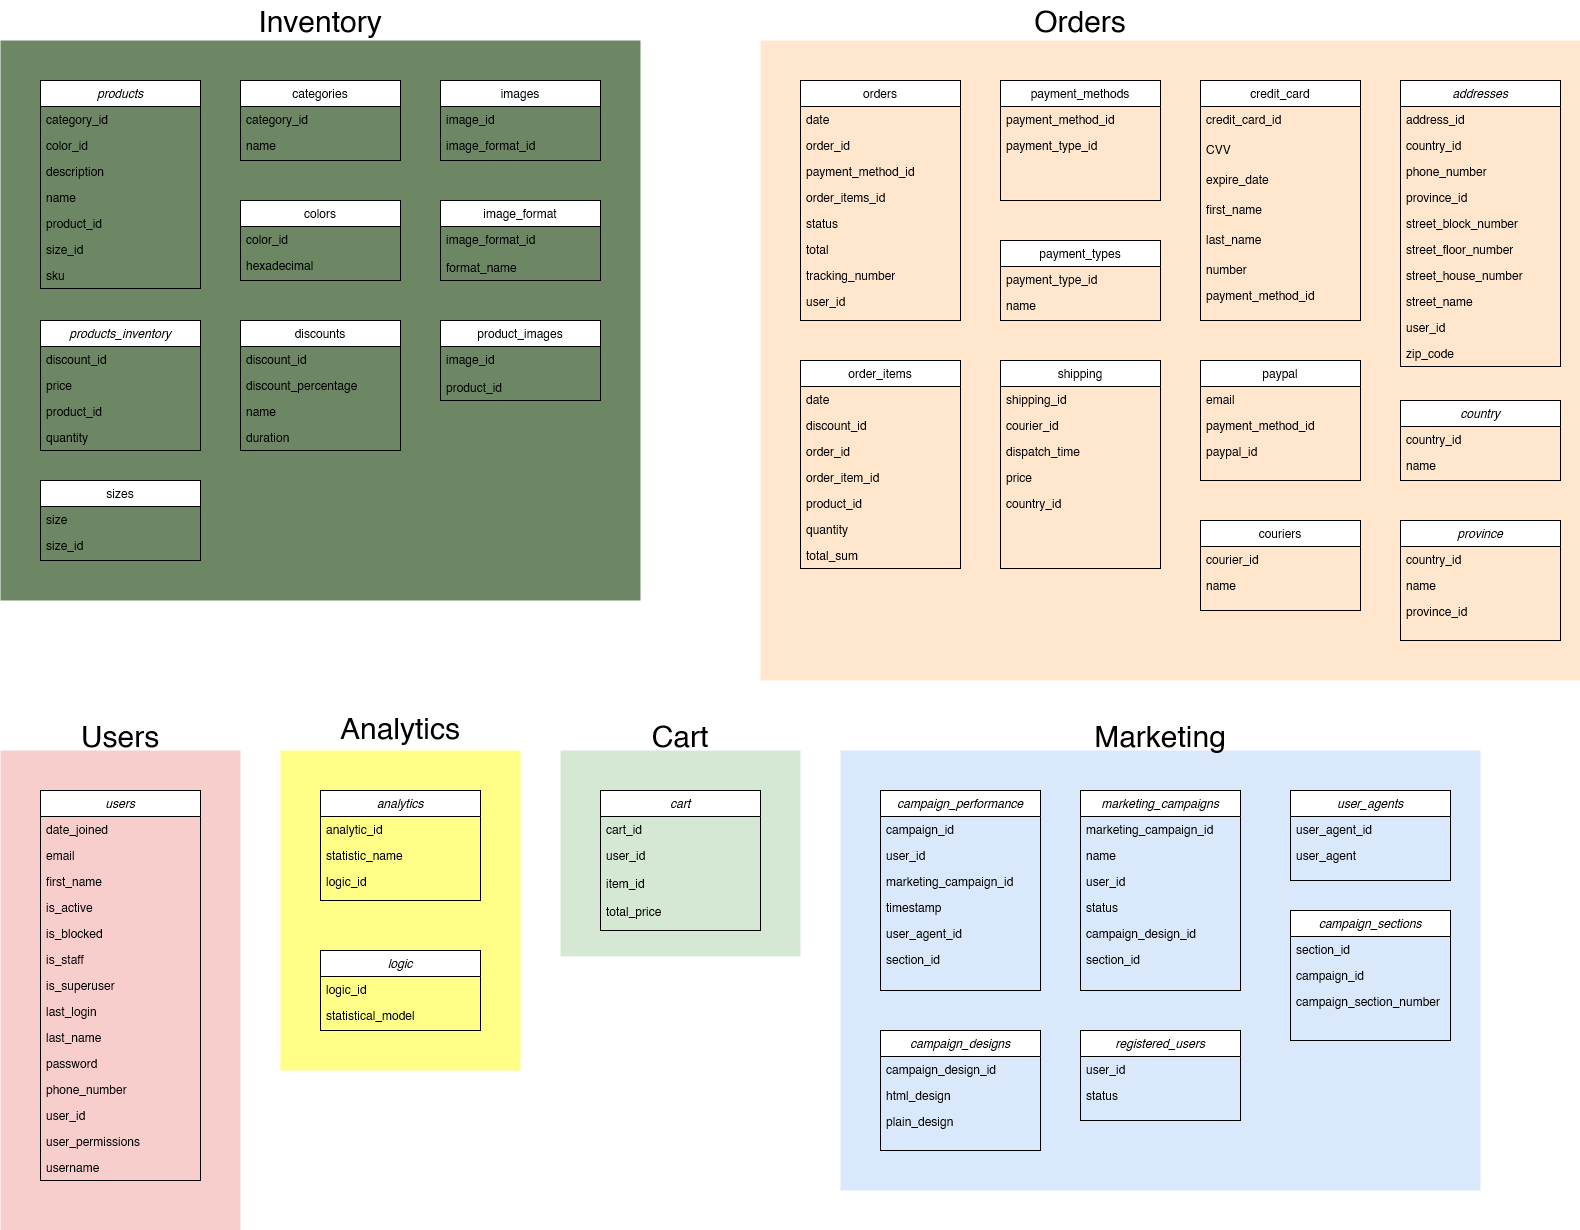 Inventory
products
category_id
color_id
description
name
product_id
size_id
sku
categories
category_id
name
images
image_id
image_format_id
colors
color_id
hexadecimal
image_format
image_format_id
format_name
products_inventory
discount_id
price
product_id
quantity
discounts
discount_id
discount_percentage
name
duration
product_images
image_id
product_id
sizes
size
size_id
Orders
orders
date
order_id
payment_method_id
order_items_id
status
total
tracking_number
user_id
payment_methods
payment_method_id
payment_type_id
payment_types
payment_type_id
name
credit_card
credit_card_id
CVV
expire_date
first_name
last_name
number
payment_method_id
addresses
address_id
country_id
phone_number
province_id
street_block_number
street_floor_number
street_house_number
street_name
user_id
zip_code
order_items
date
discount_id
order_id
order_item_id
product_id
quantity
total_sum
shipping
shipping_id
courier_id
dispatch_time
price
country_id
paypal
email
payment_method_id
paypal_id
country
country_id
name
couriers
courier_id
name
province
country_id
name
province_id
Users
users
date_joined
email
first_name
is_active
is_blocked
is_staff
is_superuser
last_login
last_name
password
phone_number
user_id
user_permissions
username
Analytics
analytics
analytic_id
statistic_name
logic_id
logic
logic_id
statistical_model
Cart
cart
cart_id
user_id
item_id
total_price
Marketing
campaign_performance
campaign_id
user_id
marketing_campaign_id
timestamp
user_agent_id
section_id
marketing_campaigns
marketing_campaign_id
name
user_id
status
campaign_design_id
section_id
user_agents
user_agent_id
user_agent
campaign_sections
section_id
campaign_id
campaign_section_number
campaign_designs
campaign_design_id
html_design
plain_design
registered_users
user_id
status